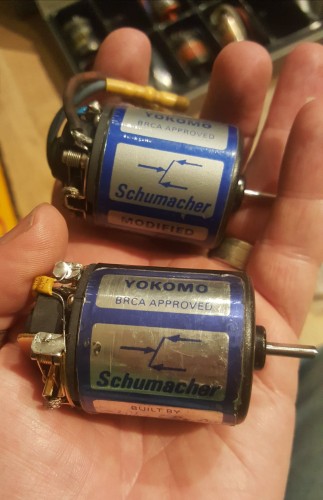 YOKOMO
BRCA APPROVED
Schumacher
MODIFIED
YOKOMO
BRCA APPROVED
Schumacher
BUILT BY